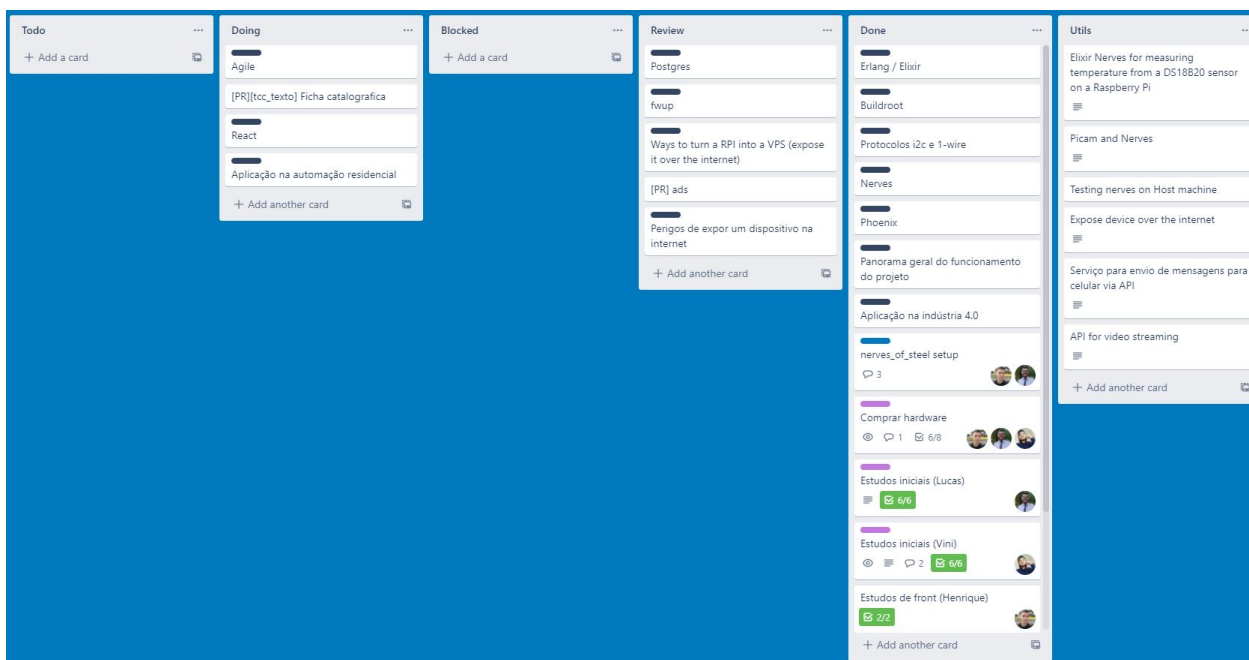 Todo
+ Add a card
Doing
Agile
[PR][tcc_texto] Ficha catalografica
React
Aplicação na automação residencial
+ Add another card
Blocked
+ Add a card
Review
Postgres
fwup
Ways to turn a RPI into a VPS (expose
it over the internet)
[PR] ads
Perigos de expor um dispositivo na
internet
+ Add another card
Done
Erlang / Elixir
Buildroot
Protocolos i2c e 1-wire
Nerves
Phoenix
Panorama geral do funcionamento
do projeto
Aplicação na indústria 4.0
nerves_of_steel setup
3
Comprar hardware
1 6/8
Estudos iniciais (Lucas)
6/6
Estudos iniciais (Vini)
2 6/6
Estudos de front (Henrique)
2/2
+ Add another card
Utils
Elixir Nerves for measuring
temperature from a DS18B20 sensor
on a Raspberry Pi
Picam and Nerves
Testing nerves on Host machine
Expose device over the internet
Serviço para envio de mensagens para
celular via API
API for video streaming
+ Add another card